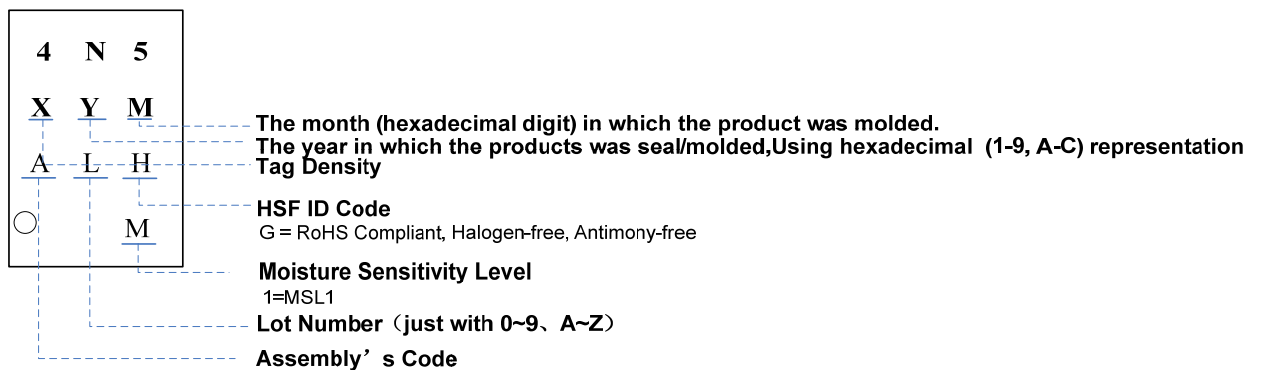 4 N 5
X Y M
The month (hexadecimal digit) in which the product was molded.
The year in which the products was seal/molded,Using hexadecimal (1-9, A-C) representation
A L H
Tag Density
HSF ID Code
G = RoHS Compliant, Halogen-free, Antimony-free
M
Moisture Sensitivity Level
1=MSL1
Lot Number（just with 0~9、A~Z）
Assembly’s Code